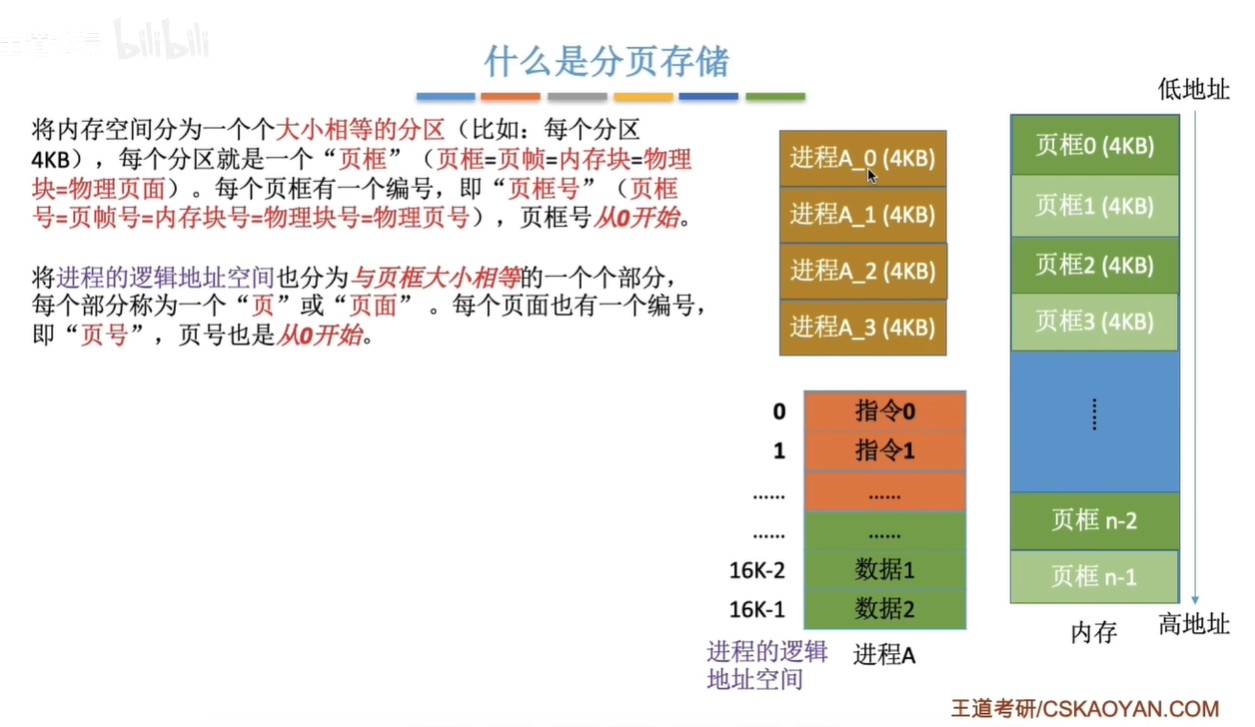 bilibili
什么是分页存储
将内存空间分为一个个大小相等的分区（比如：每个分区
4KB），每个分区就是一个“页框”（页框=页帧=内存块=物理
块=物理页面）。每个页框有一个编号，即“页框号”（页框
号=页帧号=内存块号=物理块号=物理页号），页框号从0开始。
将进程的逻辑地址空间也分为与页框大小相等的一个个部分，
每个部分称为一个“页”或“页面” 。每个页面也有一个编号，
即“页号”，页号也是从0开始。
进程A_0 (4KB)
进程A_1 (4KB)
进程A_2 (4KB)
进程A_3 (4KB)
0 指令0
1 指令1
…… ……
…… ……
16K-2 数据1
16K-1 数据2
进程的逻辑
地址空间
进程A
低地址
页框0 (4KB)
页框1 (4KB)
页框2 (4KB)
页框3 (4KB)
……
页框 n-2
页框 n-1
内存
高地址
王道考研/CSKAOYAN.COM